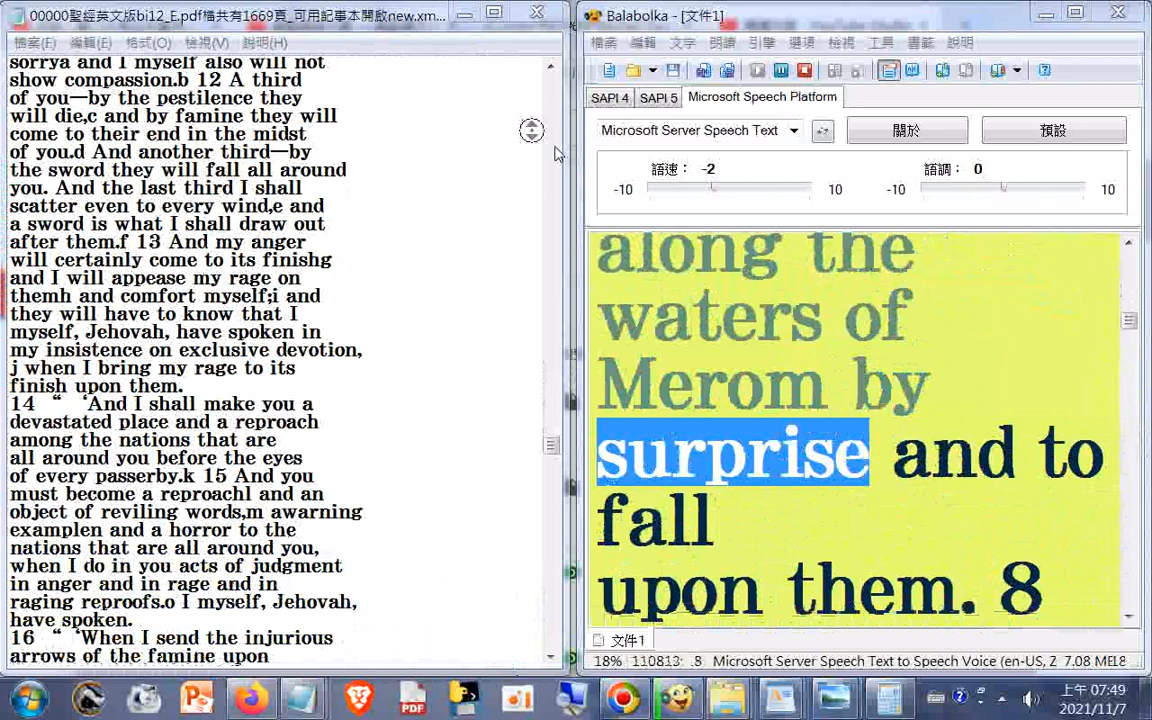 00000聖經英文版bi12_E.pdf檔共有1669頁_可用記事本開啟new.xm...
檔案(F) 編輯(E) 格式(O) 檢視(V) 說明(H)
sorrya and I myself also will not
show compassion.b 12 A third
of you—by the pestilence they
will die,c and by famine they will
come to their end in the midst
of you.d And another third—by
the sword they will fall all around
you. And the last third I shall
scatter even to every wind,e and
a sword is what I shall draw out
after them.f 13 And my anger
will certainly come to its finishg
and I will appease my rage on
themh and comfort myself;i and
they will have to know that I
myself, Jehovah, have spoken in
my insistence on exclusive devotion,
j when I bring my rage to its
finish upon them.
14 “ ‘And I shall make you a
devastated place and a reproach
among the nations that are
all around you before the eyes
of every passerby.k 15 And you
must become a reproachl and an
object of reviling words,m awarning
examplen and a horror to the
nations that are all around you,
when I do in you acts of judgment
in anger and in rage and in
raging reproofs.o I myself, Jehovah,
have spoken.
16 “ ‘When I send the injurious
arrows of the famine upon
Balabolka - [文件1]
檔案 編輯 文字 朗讀 引擎 選項 檢視 工具 書籤 說明
SAPI 4 SAPI 5 Microsoft Speech Platform
Microsoft Server Speech Text 關於 預設
語速： -2 語調： 0
-10 10 -10 10
along the
waters of
Merom by
surprise and to
fall
upon them. 8
文件1
18% 110813: .8 Microsoft Server Speech Text to Speech Voice (en-US, 2 7.08 MEL8
上午 07:49
2021/11/7